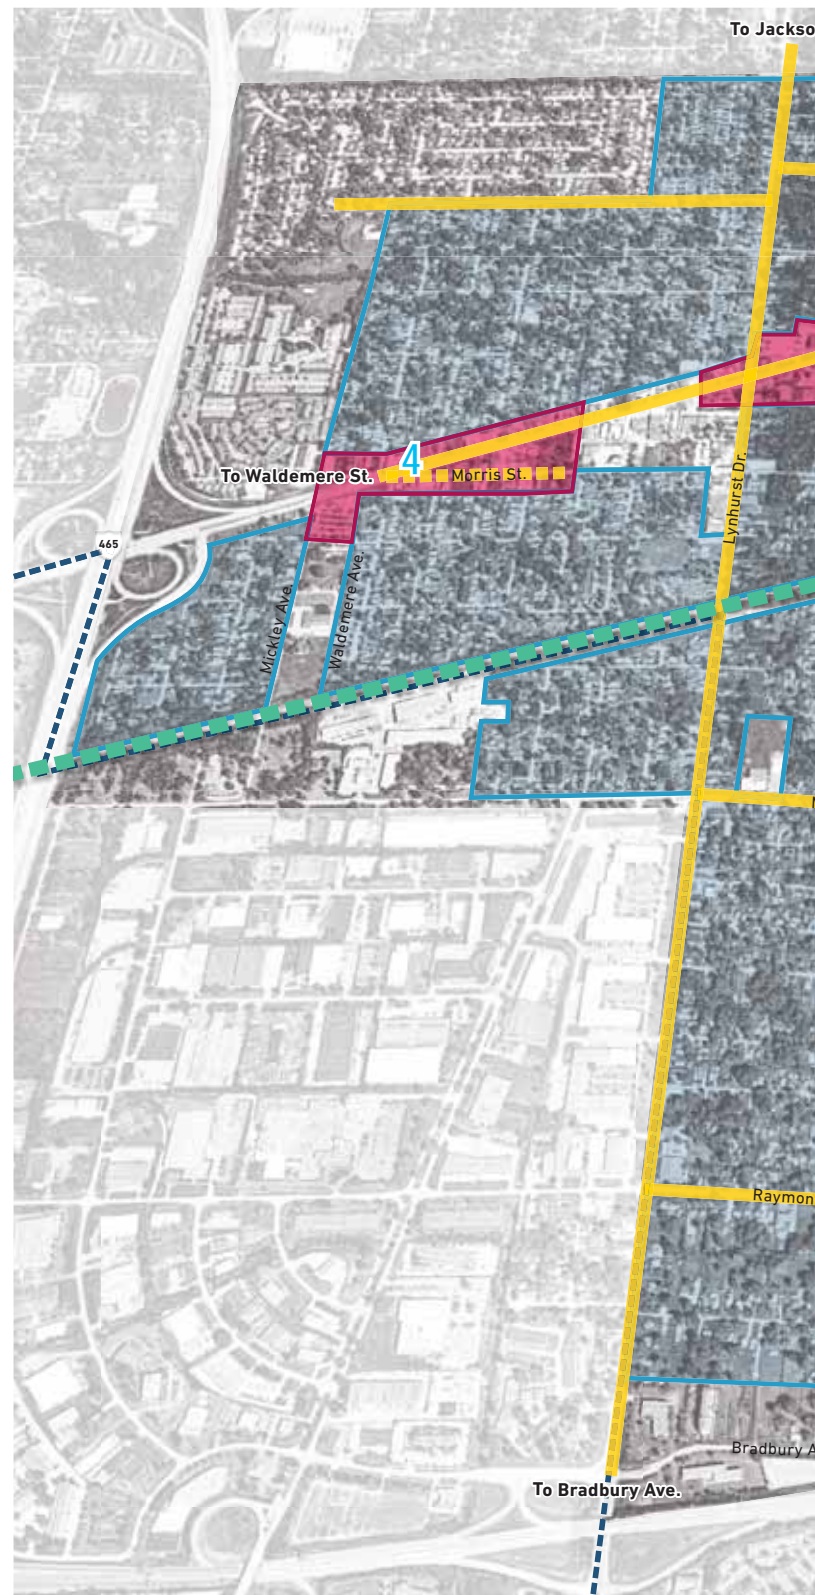 To Jackso
4
To Waldemere St.
Morris St.
Lynhurst Dr.
465
Mickley Ave.
Waldemere Ave.
Raymon
Bradbury A
To Bradbury Ave.